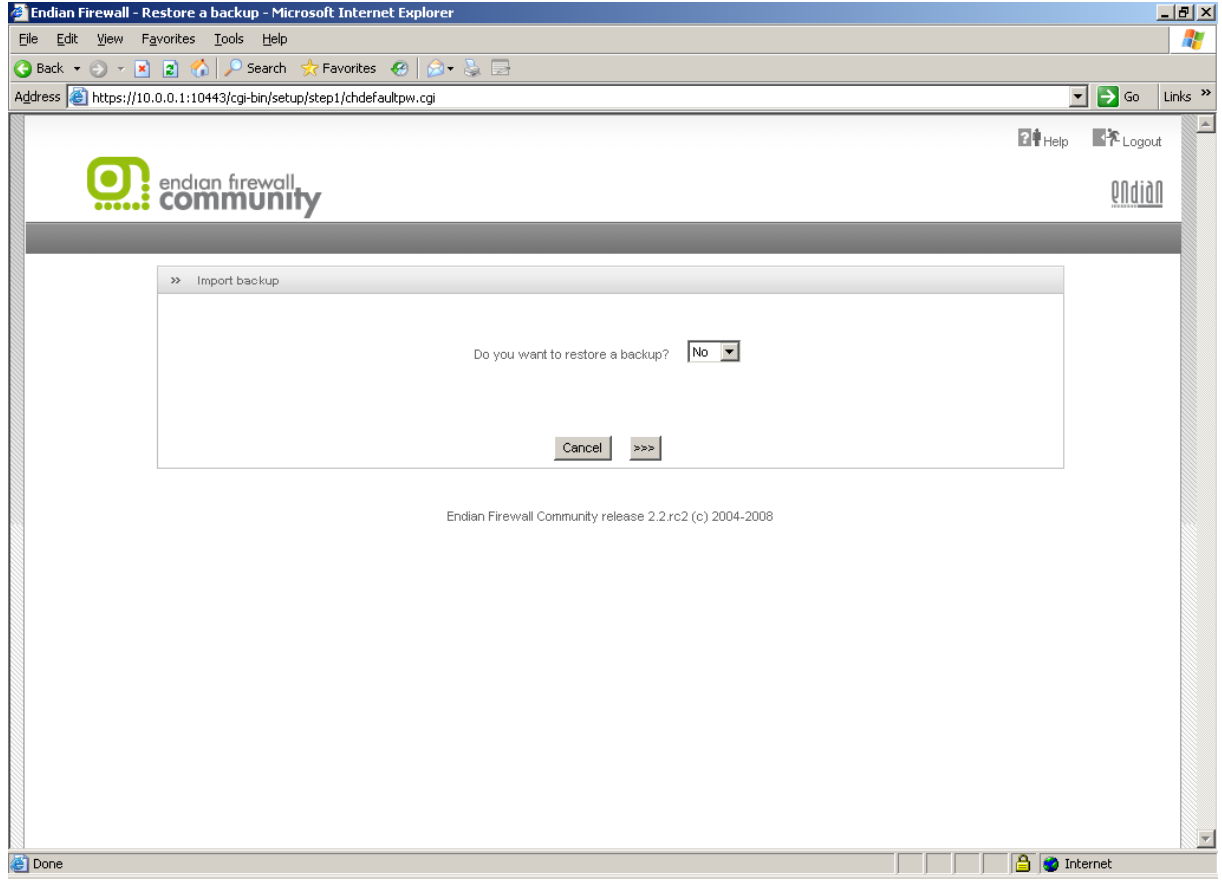 Endian Firewall - Restore a backup - Microsoft Internet Explorer
File Edit View Favorites Tools Help
Back Search Favorites
Address https://10.0.0.1:10443/cgi-bin/setup/step1/chdefaultpw.cgi Go Links »
Help Logout
endian firewall
community
endian
»» Import backup
Do you want to restore a backup? No
Cancel >>>
Endian Firewall Community release 2.2.rc2 (c) 2004-2008
Done Internet